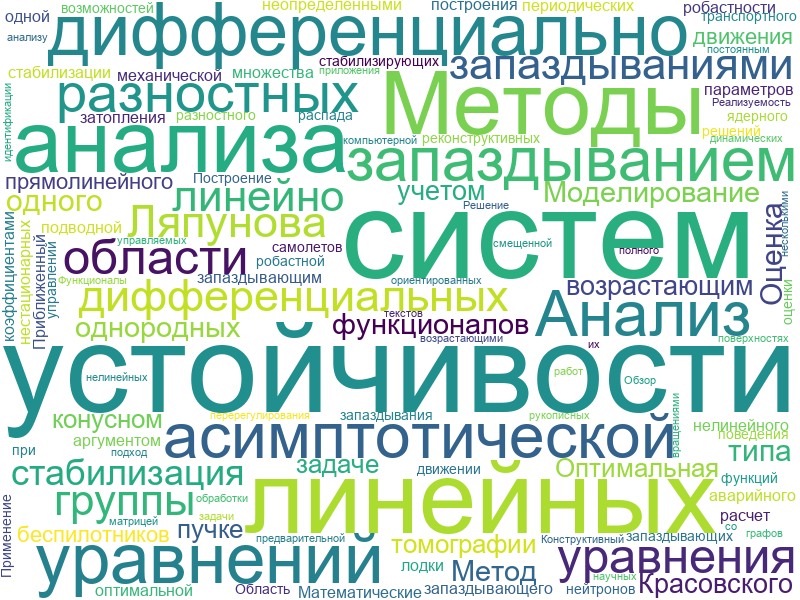 одной
возможностей
неопределенными
построения
периодических
робастности
анализу
дифференциально
транспортного
движения
постоянным
стабилизации
механической
множества
стабилизирующих
приложения
запаздываниями
разностных
Методы
параметров
Реализуемость
идентификации
затопления
разностного
распада
ядерного
компьютерной
реконструктивных
решений
динамических
анализа
запаздыванием
прямолинейного
Построение
линейно
учетом
Моделирование
одного
Решение
Оценка
несколькими
коэффициентами
нестационарных
Приближенный
управлении
подводной
Ляпунова
систем
управляемых
самолетов
смещенной
полного
области
робастной
Функционалы
запаздывающим
ориентированных
возрастающим
оценки
дифференциальных
текстов
Анализ
однородных
функционалов
возрастающими
их
поверхностях
устойчивости
нелинейных
работ
Обзор
перерегулирования
запаздывания
рукописных
вращениями
конусном
аргументом
при
подход
асимптотической
нелинейного
поведения
типа
стабилизация
задаче
движении
Оптимальная
функций
аварийного
Применение
группы
обработки
задачи
матрицей
линейных
расчет
со
графов
беспилотников
пучке
предварительной
томографии
Конструктивный
запаздывающих
уравнений
уравнения
научных
лодки
Метод
Красовского
оптимальной
Область
Математические
запаздывающего
нейтронов